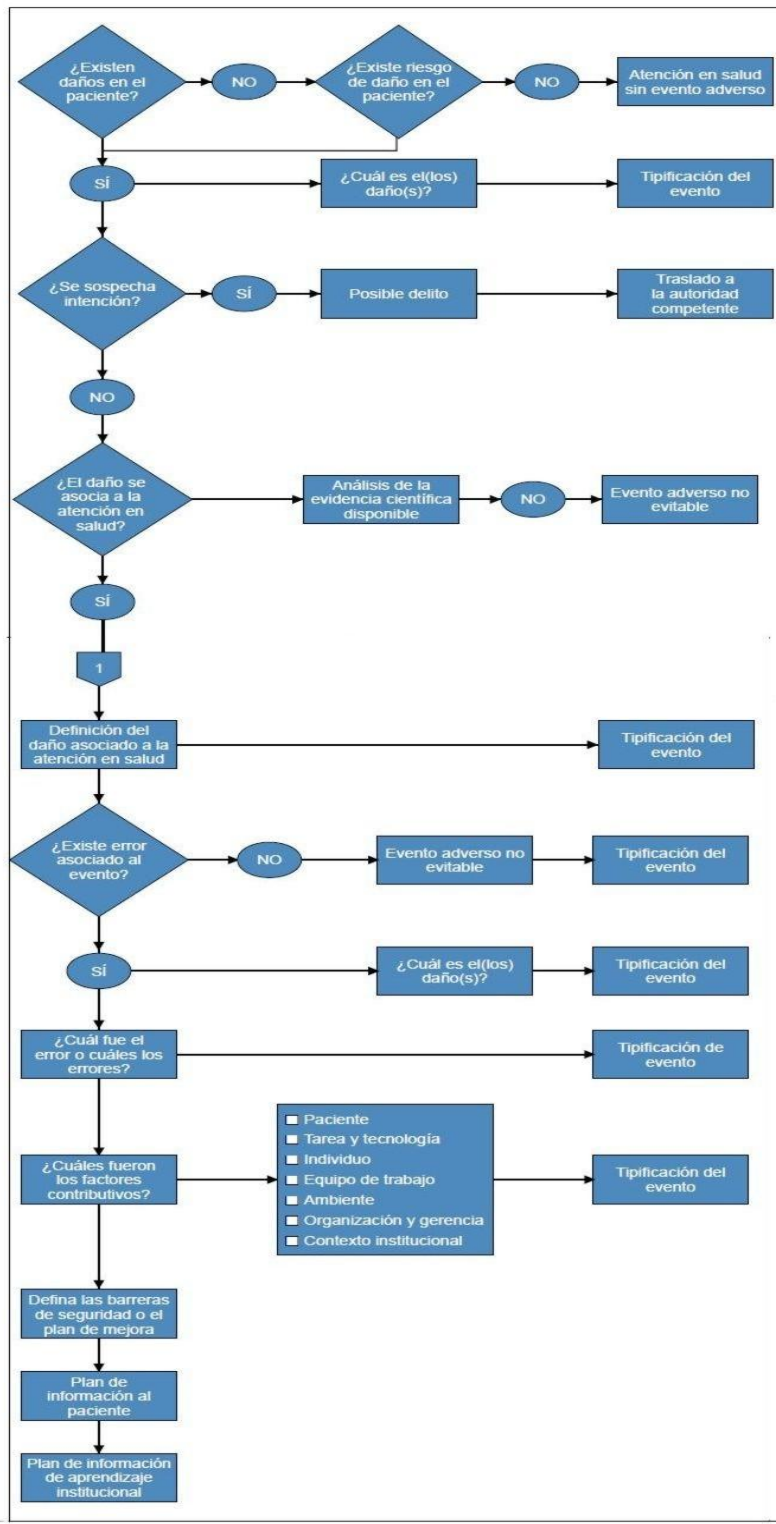 ¿Existen
daños en el
paciente?
NO
¿Existe riesgo
de daño en el
paciente?
NO
Atención en salud
sin evento adverso
SÍ
¿Cuál es el(los)
daño(s)?
Tipificación del
evento
¿Se sospecha
intención?
SÍ
Posible delito
Traslado a
la autoridad
competente
NO
¿El daño se
asocia a la
atención en
salud?
Análisis de la
evidencia científica
disponible
NO
Evento adverso no
evitable
SÍ
1
Definición del
daño asociado a la
atención en salud
Tipificación del
evento
¿Existe error
asociado al
evento?
NO
Evento adverso no
evitable
Tipificación del
evento
SÍ
¿Cuál es el(los)
daño(s)?
Tipificación del
evento
¿Cuál fue el
error o cuáles los
errores?
Tipificación de
evento
¿Cuáles fueron
los factores
contributivos?
Paciente
Tarea y tecnología
Individuo
Equipo de trabajo
Ambiente
Organización y gerencia
Contexto institucional
Tipificación del
evento
Defina las barreras
de seguridad o el
plan de mejora
Plan de
información al
paciente
Plan de información
de aprendizaje
institucional